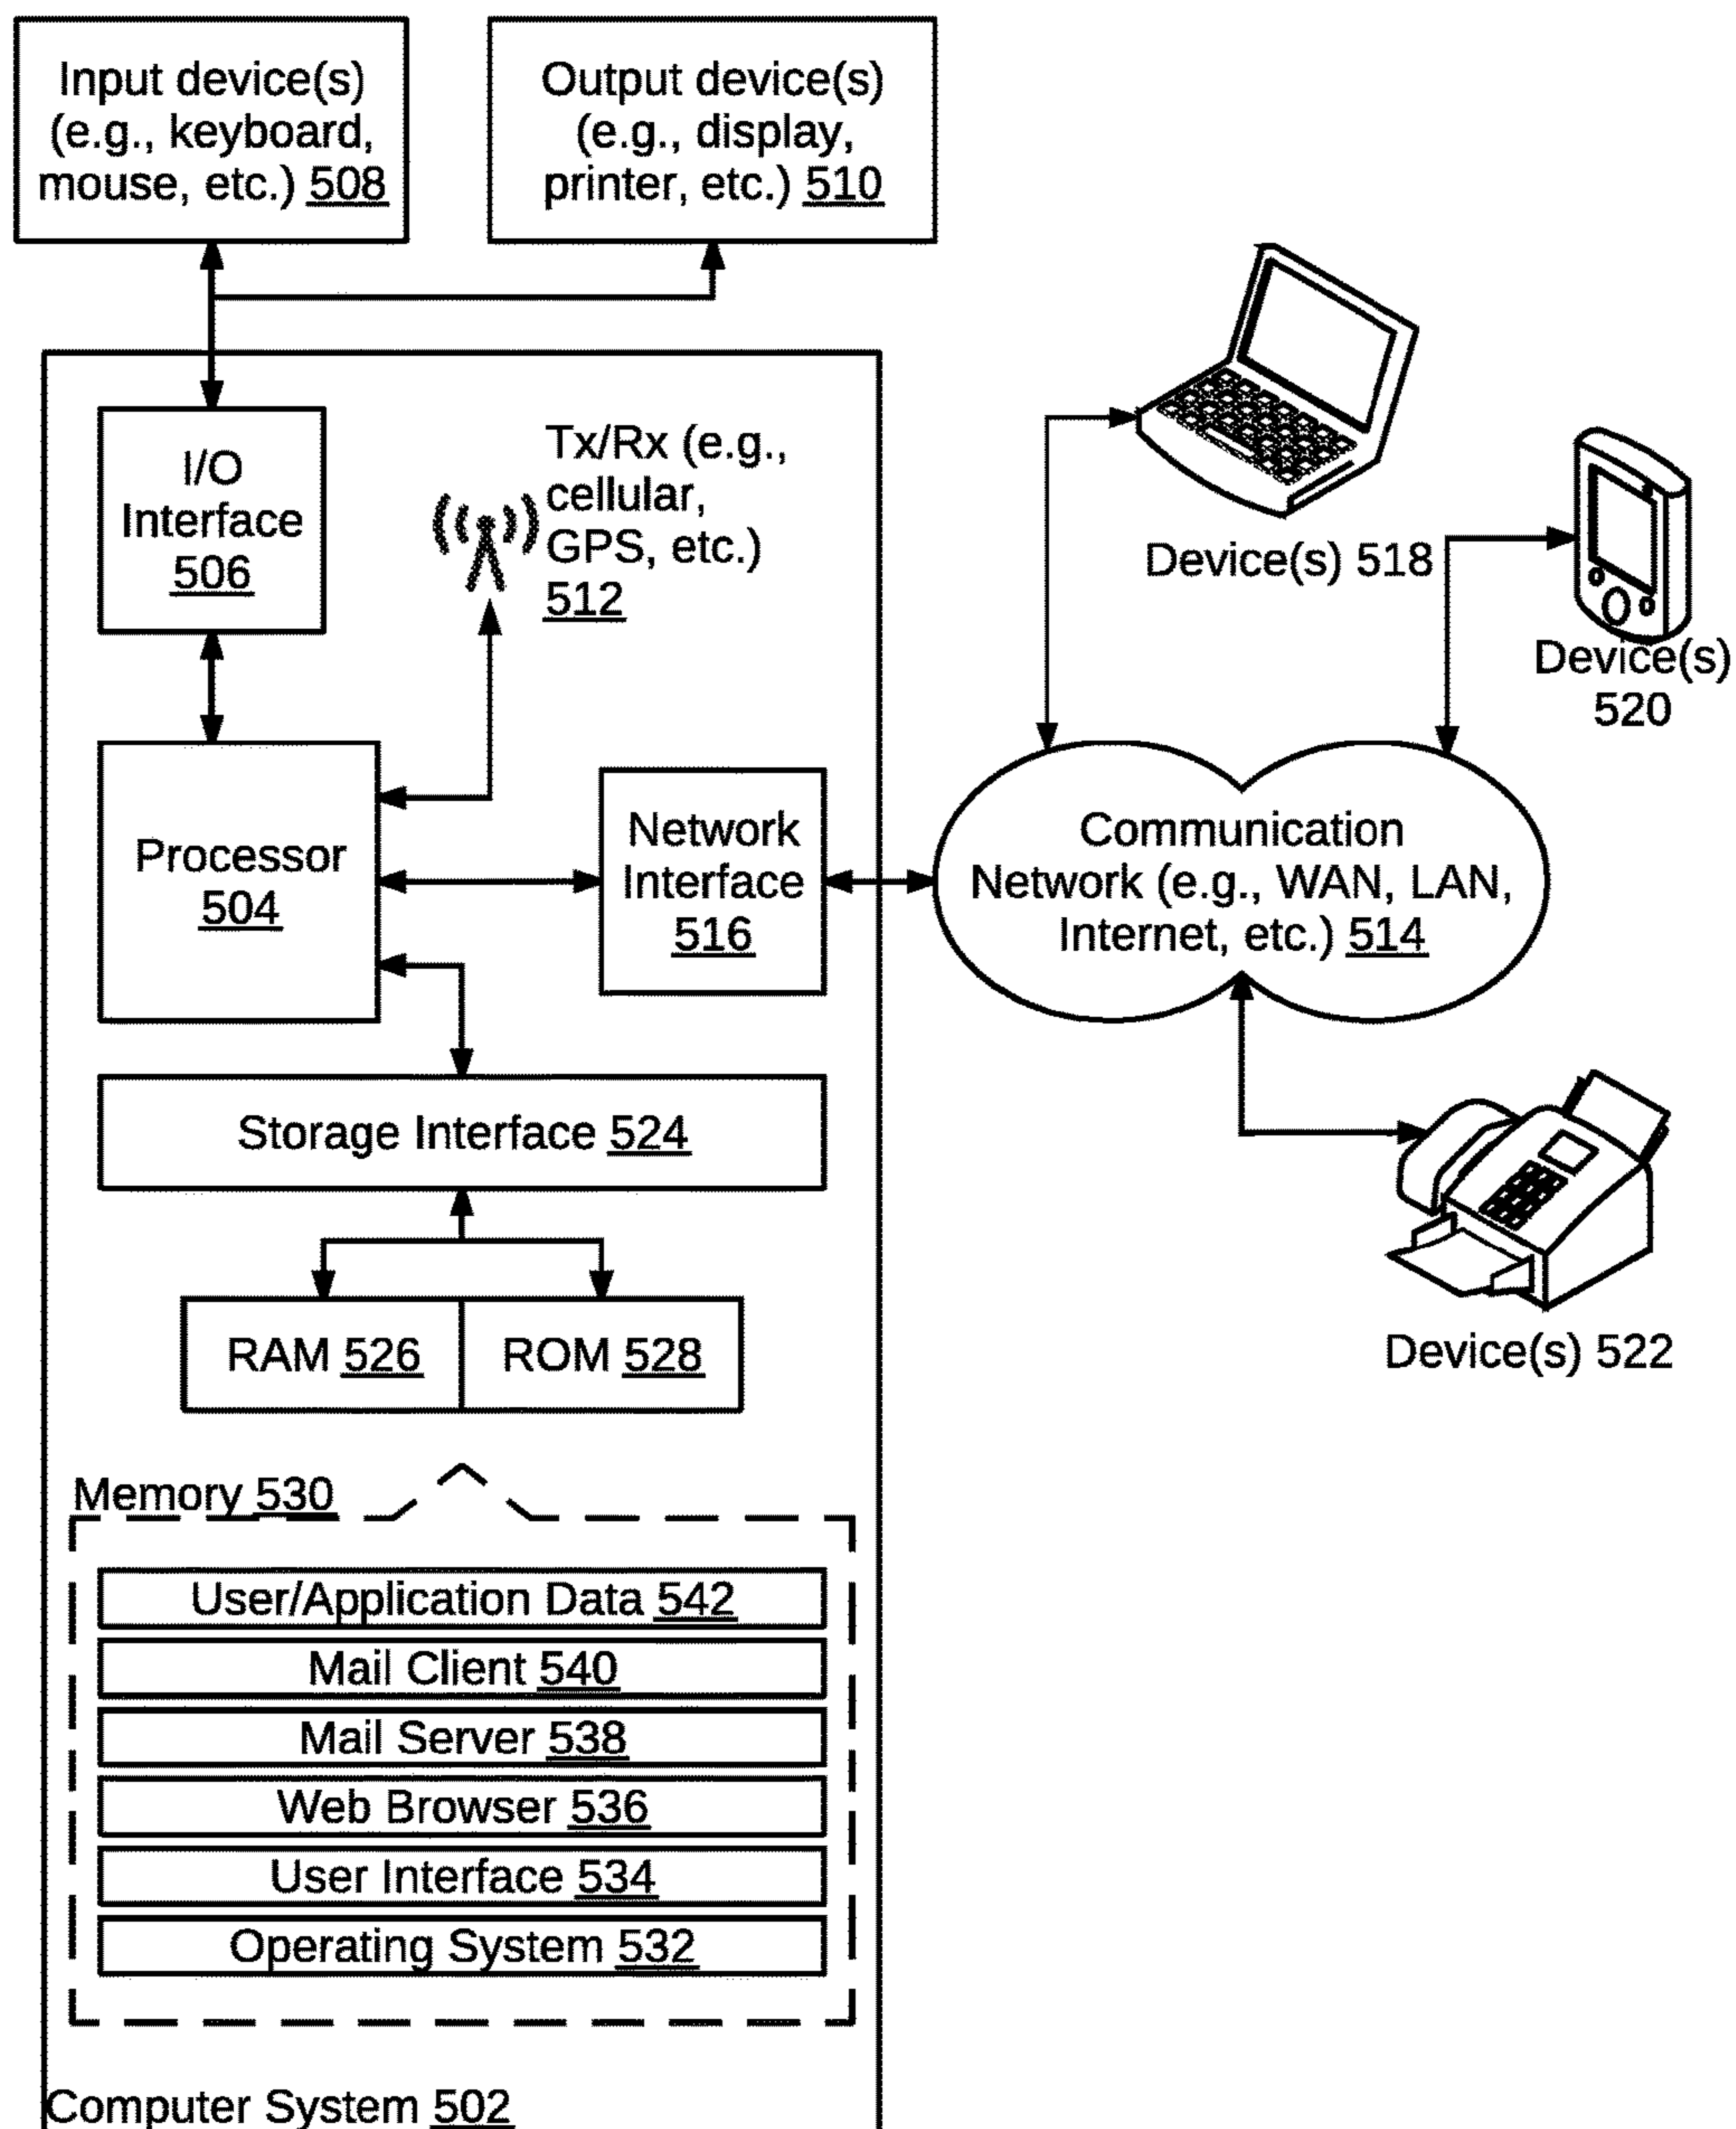 Input device(s)
(e.g., keyboard,
mouse, etc.) 508
Output device(s)
(e.g., display,
printer, etc.) 510
I/O
Interface
506
Tx/Rx (e.g.,
cellular,
GPS, etc.)
512
Device(s) 518
Device(s)
520
Processor
504
Network
Interface
516
Communication
Network (e.g., WAN, LAN,
Internet, etc.) 514
Storage Interface 524
Device(s) 522
RAM 526
ROM 528
Memory 530
User/Application Data 542
Mail Client 540
Mail Server 538
Web Browser 536
User Interface 534
Operating System 532
Computer System 502